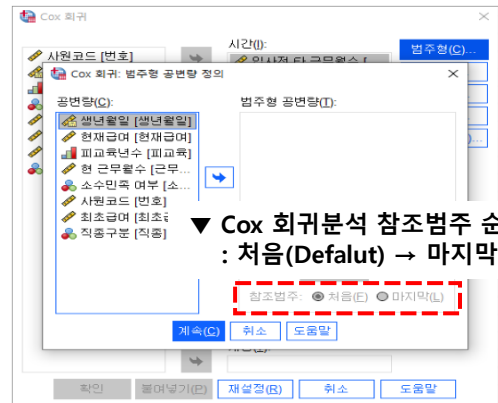 Cox 회귀
시간(I):
사원코드 [번호]
범주형(C)...
Cox 회귀: 범주형 공변량 정의
공변량(C):
범주형 공변량(T):
생년월일 [생년월일]
현재급여 [현재급여]
피교육년수 [피교육]
현 근무월수 [근무...
소수민족 여부 [소...
사원코드 [번호]
최초급여 [최초
직종구분 [직종]
▼ Cox 회귀분석 참조범주 순
: 처음(Defalut) → 마지막
참조범주: 처음(F) 마지막(L)
계속(C) 취소 도움말
확인 붙여넣기(P) 재설정(R) 취소 도움말